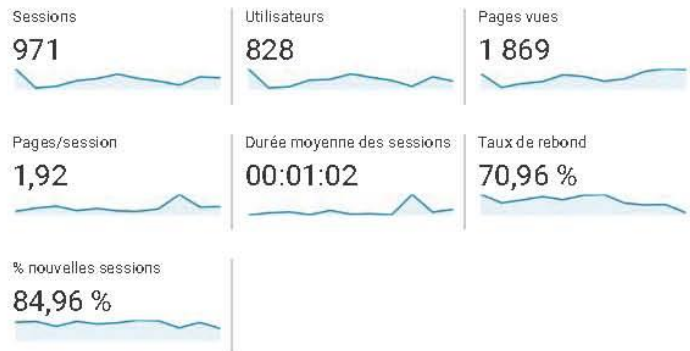 Sessions
971
Utilisateurs
828
Pages vues
1 869
Pages/session
1,92
Durée moyenne des sessions
00:01:02
Taux de rebond
70,96 %
% nouvelles sessions
84,96 %